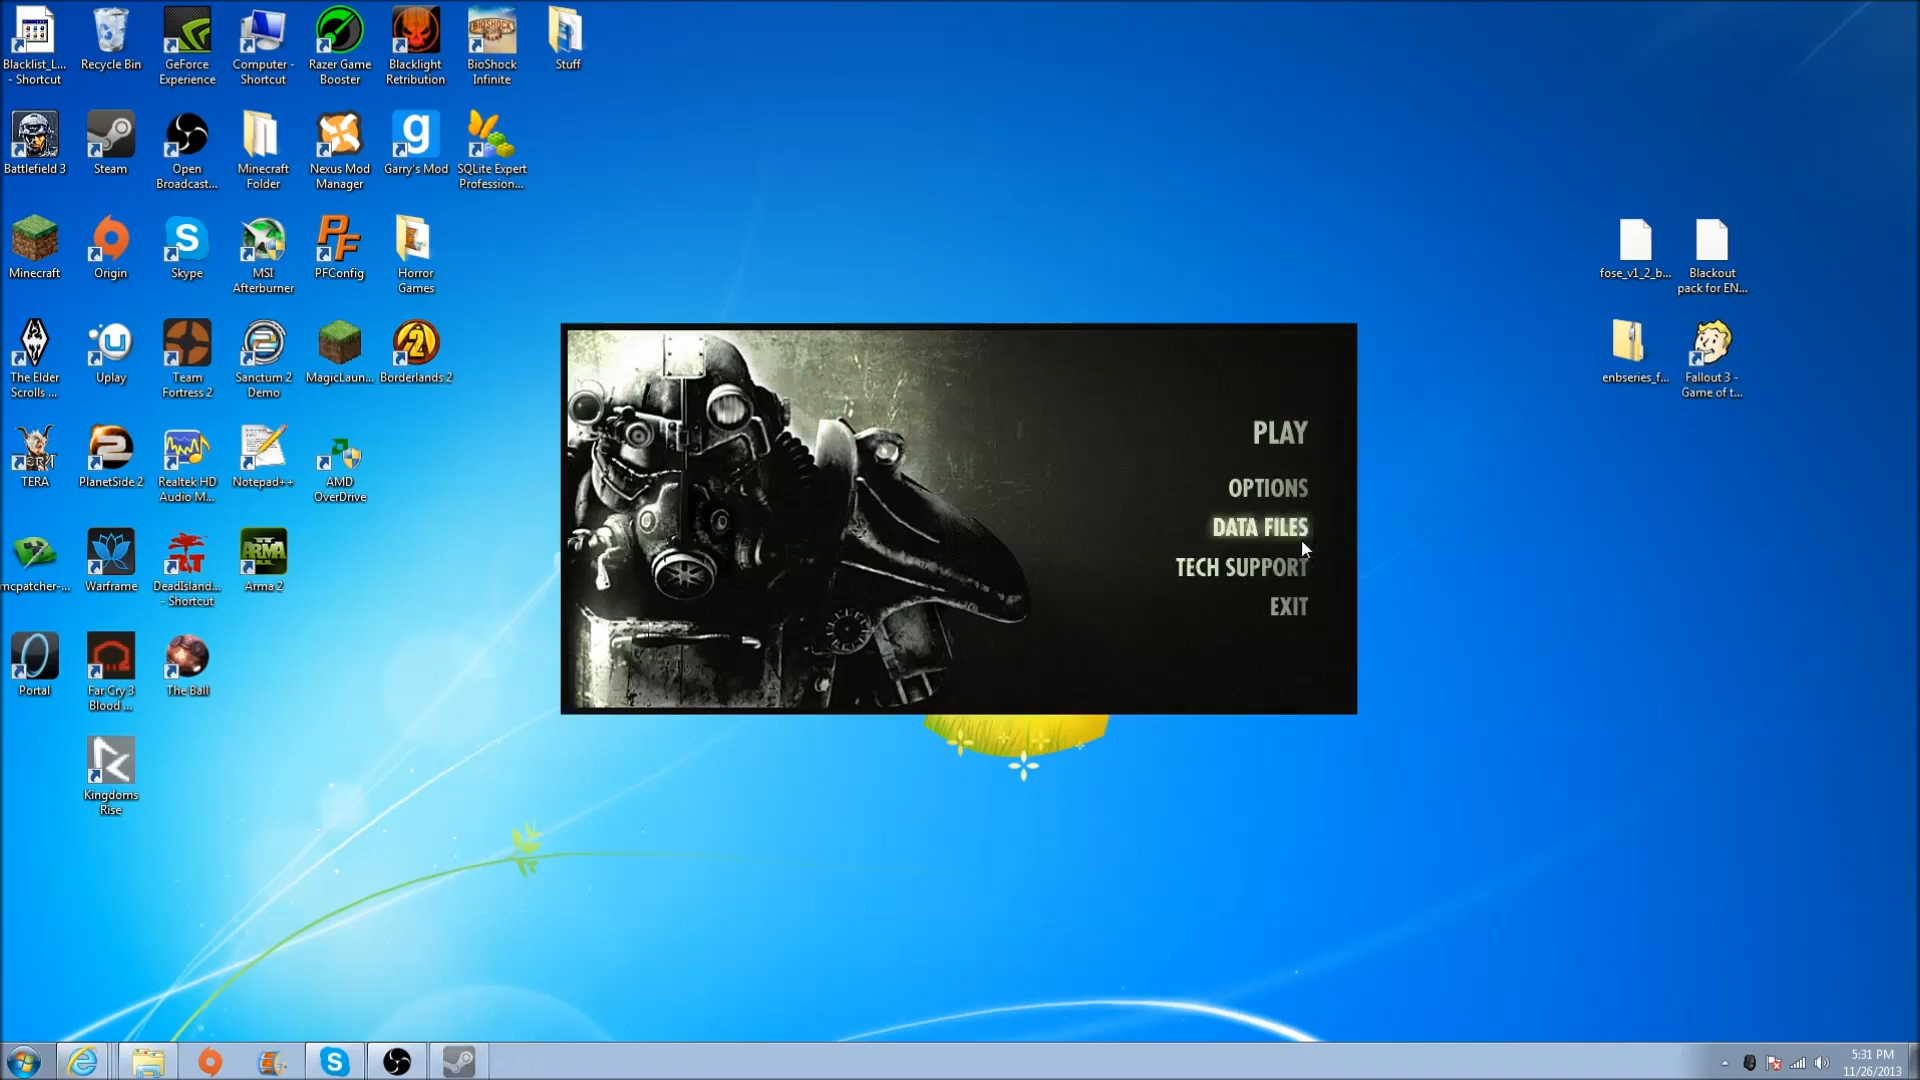 Blacklist_L...
- Shortcut
Recycle Bin
GeForce
Experience
Computer -
Shortcut
Razer Game
Booster
Blacklight
Retribution
BioShock
Infinite
Stuff
Battlefield 3
Steam
Open
Broadcast...
Minecraft
Folder
Nexus Mod
Manager
Garry's Mod
SQLite Expert
Profession...
Minecraft
Origin
Skype
MSI
Afterburner
PFConfig
Horror
Games
fose_v1_2_b...
Blackout
pack for EN...
The Elder
Scrolls ...
Uplay
Team
Fortress 2
Sanctum 2
Demo
MagicLaun...
Borderlands 2
enbseries_f...
Fallout 3 -
Game of t...
TERA
PlanetSide 2
Realtek HD
Audio M...
Notepad++
AMD
OverDrive
mcpatcher-...
Warframe
DeadIsland...
- Shortcut
Arma 2
Portal
Far Cry 3
Blood ...
The Ball
Kingdoms
Rise
PLAY
OPTIONS
DATA FILES
TECH SUPPORT
EXIT
5:31 PM
11/26/2013